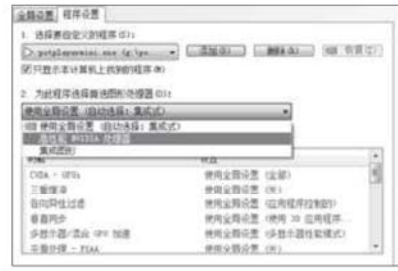 全局设置 程序设置
1. 选择要自定义的程序(S):
potplayermini.exe (g:\po... 添加(D) 删除(A) 收藏(T)
只显示本计算机上找到的程序(M)
2. 为此程序选择首选图形处理器(O):
使用全局设置 (自动选择: 集成式)
使用全局设置 (自动选择: 集成式)
高性能 NVIDIA 处理器
集成图形
CUDA - GPUs 使用全局设置 (全部)
三重缓冲 使用全局设置 (关)
各向异性过滤 使用全局设置 (应用程序控制的)
垂直同步 使用全局设置 (使用 3D 应用程序...
多显示器/混合 GPU 加速 使用全局设置 (多显示器性能模式)
平滑处理 - FXAA 使用全局设置 (关)